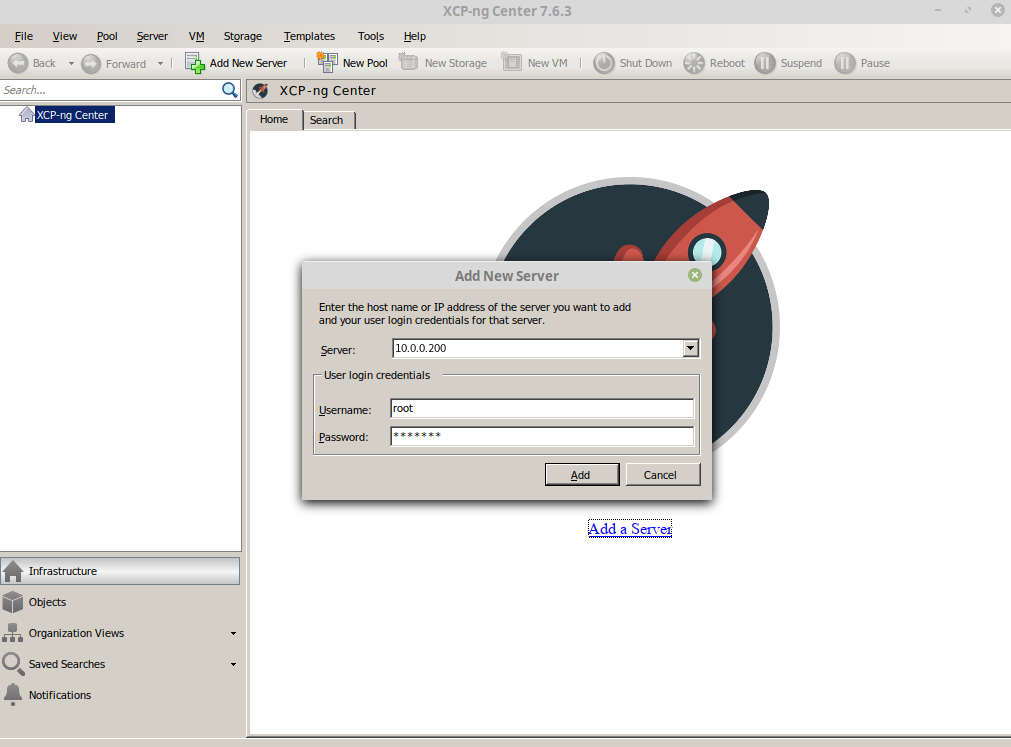 XCP-ng Center 7.6.3
File View Pool Server VM Storage Templates Tools Help
Back Forward Add New Server New Pool New Storage New VM Shut Down Reboot Suspend Pause
Search...
XCP-ng Center
XCP-ng Center
Home Search
Add New Server
Enter the host name or IP address of the server you want to add
and your user login credentials for that server.
Server: 10.0.0.200
User login credentials
Username: root
Password: *******
Add Cancel
Add a Server
Infrastructure
Objects
Organization Views
Saved Searches
Notifications